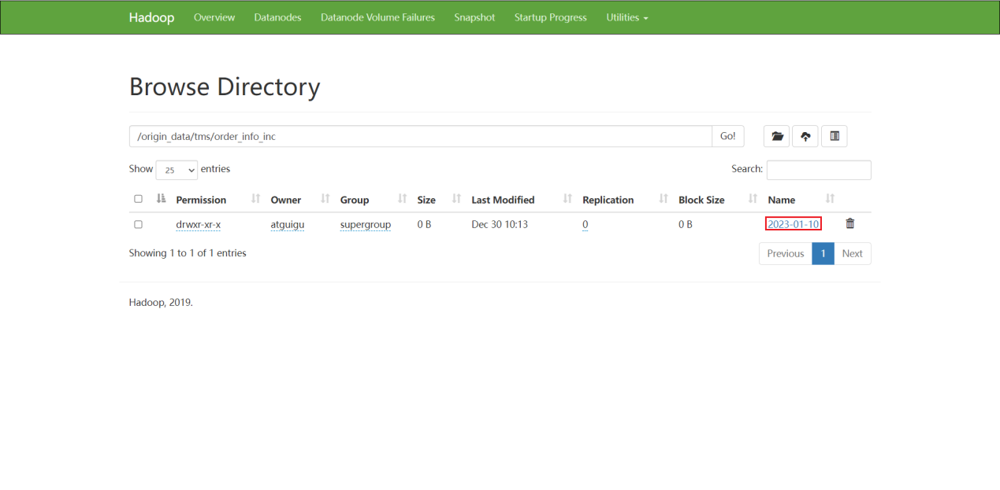 Hadoop Overview Datanodes Datanode Volume Failures Snapshot Startup Progress Utilities
Browse Directory
/origin_data/tms/order_info_inc Go!
Show 25 entries Search:
Permission Owner Group Size Last Modified Replication Block Size Name
drwxr-xr-x atguigu supergroup 0 B Dec 30 10:13 0 0 B 2023-01-10
Showing 1 to 1 of 1 entries Previous 1 Next
Hadoop, 2019.